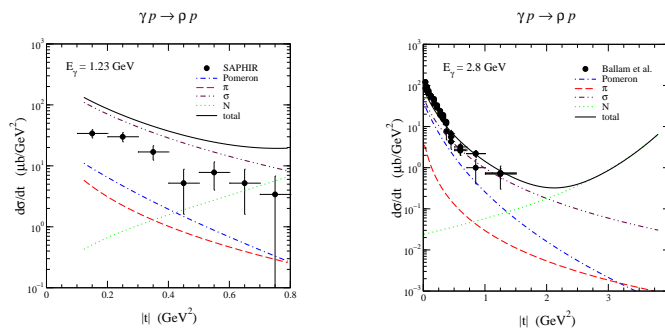 γ p → ρ p
E_γ = 1.23 GeV
SAPHIR
Pomeron
π
σ
N
total
dσ/dt (μb/GeV²)
10³
10²
10¹
10⁰
10⁻¹
0 0.2 0.4 0.6 0.8
|t| (GeV²)
γ p → ρ p
E_γ = 2.8 GeV
Ballam et al.
Pomeron
π
σ
N
total
dσ/dt (μb/GeV²)
10³
10²
10¹
10⁰
10⁻¹
10⁻²
10⁻³
0 1 2 3
|t| (GeV²)